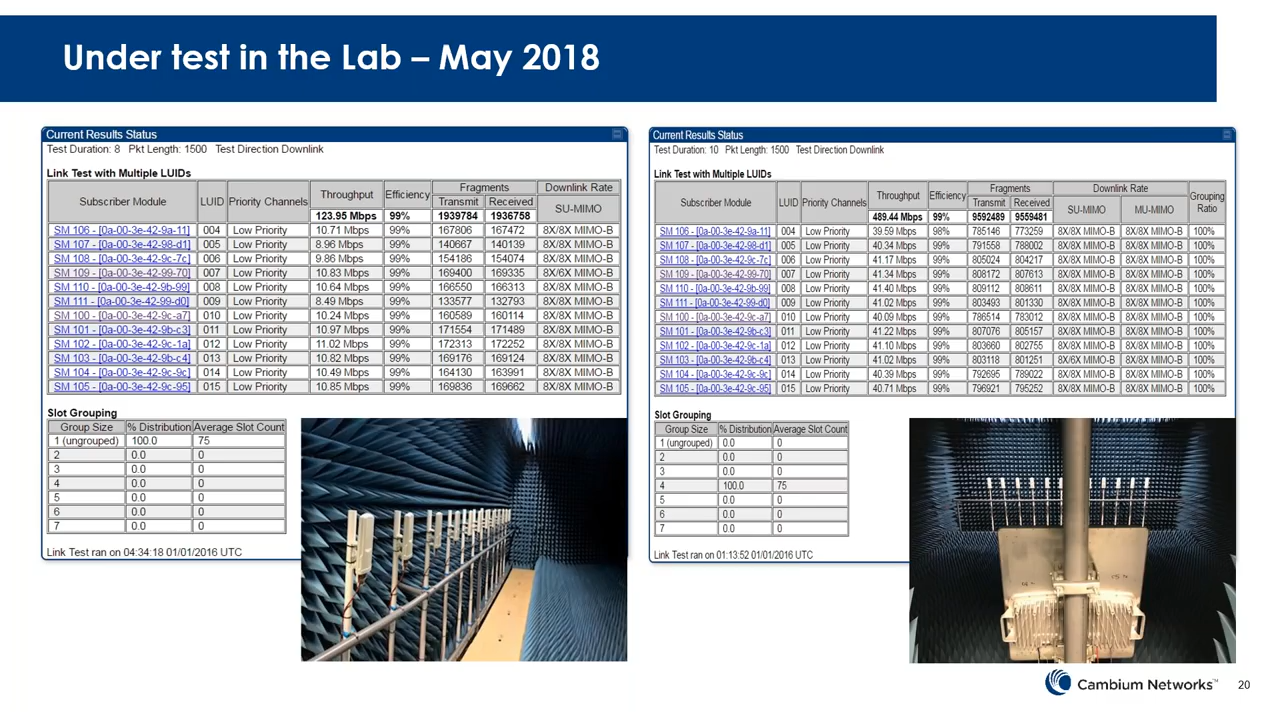 Under test in the Lab – May 2018
Current Results Status
Test Duration: 8 Pkt Length: 1500 Test Direction Downlink
Link Test with Multiple LUIDs
Subscriber Module LUID Priority Channels Throughput Efficiency Fragments Downlink Rate
Transmit Received SU-MIMO
123.95 Mbps 99% 1939784 1936758
SM 106 - [0a-00-3e-42-9a-11] 004 Low Priority 10.71 Mbps 99% 167806 167472 8X/8X MIMO-B
SM 107 - [0a-00-3e-42-98-d1] 005 Low Priority 8.96 Mbps 99% 140667 140139 8X/8X MIMO-B
SM 108 - [0a-00-3e-42-9c-7c] 006 Low Priority 9.86 Mbps 99% 154186 154074 8X/8X MIMO-B
SM 109 - [0a-00-3e-42-99-70] 007 Low Priority 10.83 Mbps 99% 169400 169335 8X/6X MIMO-B
SM 110 - [0a-00-3e-42-9b-99] 008 Low Priority 10.64 Mbps 99% 166550 166313 8X/8X MIMO-B
SM 111 - [0a-00-3e-42-99-d0] 009 Low Priority 8.49 Mbps 99% 133577 132793 8X/8X MIMO-B
SM 100 - [0a-00-3e-42-9c-a7] 010 Low Priority 10.24 Mbps 99% 160589 160114 8X/8X MIMO-B
SM 101 - [0a-00-3e-42-9b-c3] 011 Low Priority 10.97 Mbps 99% 171554 171489 8X/8X MIMO-B
SM 102 - [0a-00-3e-42-9c-1a] 012 Low Priority 11.02 Mbps 99% 172313 172252 8X/8X MIMO-B
SM 103 - [0a-00-3e-42-9b-c4] 013 Low Priority 10.82 Mbps 99% 169176 169124 8X/8X MIMO-B
SM 104 - [0a-00-3e-42-9c-9c] 014 Low Priority 10.49 Mbps 99% 164130 163991 8X/8X MIMO-B
SM 105 - [0a-00-3e-42-9c-95] 015 Low Priority 10.85 Mbps 99% 169836 169662 8X/8X MIMO-B
Slot Grouping
Group Size % Distribution Average Slot Count
1 (ungrouped) 100.0 75
2 0.0 0
3 0.0 0
4 0.0 0
5 0.0 0
6 0.0 0
7 0.0 0
Link Test ran on 04:34:18 01/01/2016 UTC
Current Results Status
Test Duration: 10 Pkt Length: 1500 Test Direction Downlink
Link Test with Multiple LUIDs
Subscriber Module LUID Priority Channels Throughput Efficiency Fragments Downlink Rate Grouping Ratio
Transmit Received SU-MIMO MU-MIMO
489.44 Mbps 99% 9592489 9559481
SM 106 - [0a-00-3e-42-9a-11] 004 Low Priority 39.59 Mbps 98% 785146 773259 8X/8X MIMO-B 8X/8X MIMO-B 100%
SM 107 - [0a-00-3e-42-98-d1] 005 Low Priority 40.34 Mbps 99% 791558 788002 8X/8X MIMO-B 8X/8X MIMO-B 100%
SM 108 - [0a-00-3e-42-9c-7c] 006 Low Priority 41.17 Mbps 99% 805024 804217 8X/8X MIMO-B 8X/8X MIMO-B 100%
SM 109 - [0a-00-3e-42-99-70] 007 Low Priority 41.34 Mbps 99% 808172 807613 8X/8X MIMO-B 8X/8X MIMO-B 100%
SM 110 - [0a-00-3e-42-9b-99] 008 Low Priority 41.40 Mbps 99% 809112 808611 8X/8X MIMO-B 8X/8X MIMO-B 100%
SM 111 - [0a-00-3e-42-99-d0] 009 Low Priority 41.02 Mbps 99% 803493 801330 8X/8X MIMO-B 8X/8X MIMO-B 100%
SM 100 - [0a-00-3e-42-9c-a7] 010 Low Priority 40.09 Mbps 99% 786514 783012 8X/8X MIMO-B 8X/8X MIMO-B 100%
SM 101 - [0a-00-3e-42-9b-c3] 011 Low Priority 41.22 Mbps 99% 807076 805157 8X/8X MIMO-B 8X/8X MIMO-B 100%
SM 102 - [0a-00-3e-42-9c-1a] 012 Low Priority 41.10 Mbps 99% 803660 802755 8X/8X MIMO-B 8X/8X MIMO-B 100%
SM 103 - [0a-00-3e-42-9b-c4] 013 Low Priority 41.02 Mbps 99% 803118 801251 8X/6X MIMO-B 8X/8X MIMO-B 100%
SM 104 - [0a-00-3e-42-9c-9c] 014 Low Priority 40.39 Mbps 99% 792695 789022 8X/8X MIMO-B 8X/8X MIMO-B 100%
SM 105 - [0a-00-3e-42-9c-95] 015 Low Priority 40.71 Mbps 99% 796921 795252 8X/8X MIMO-B 8X/8X MIMO-B 100%
Slot Grouping
Group Size % Distribution Average Slot Count
1 (ungrouped) 0.0 0
2 0.0 0
3 0.0 0
4 100.0 75
5 0.0 0
6 0.0 0
7 0.0 0
Link Test ran on 01:13:52 01/01/2016 UTC
Cambium Networks™
20